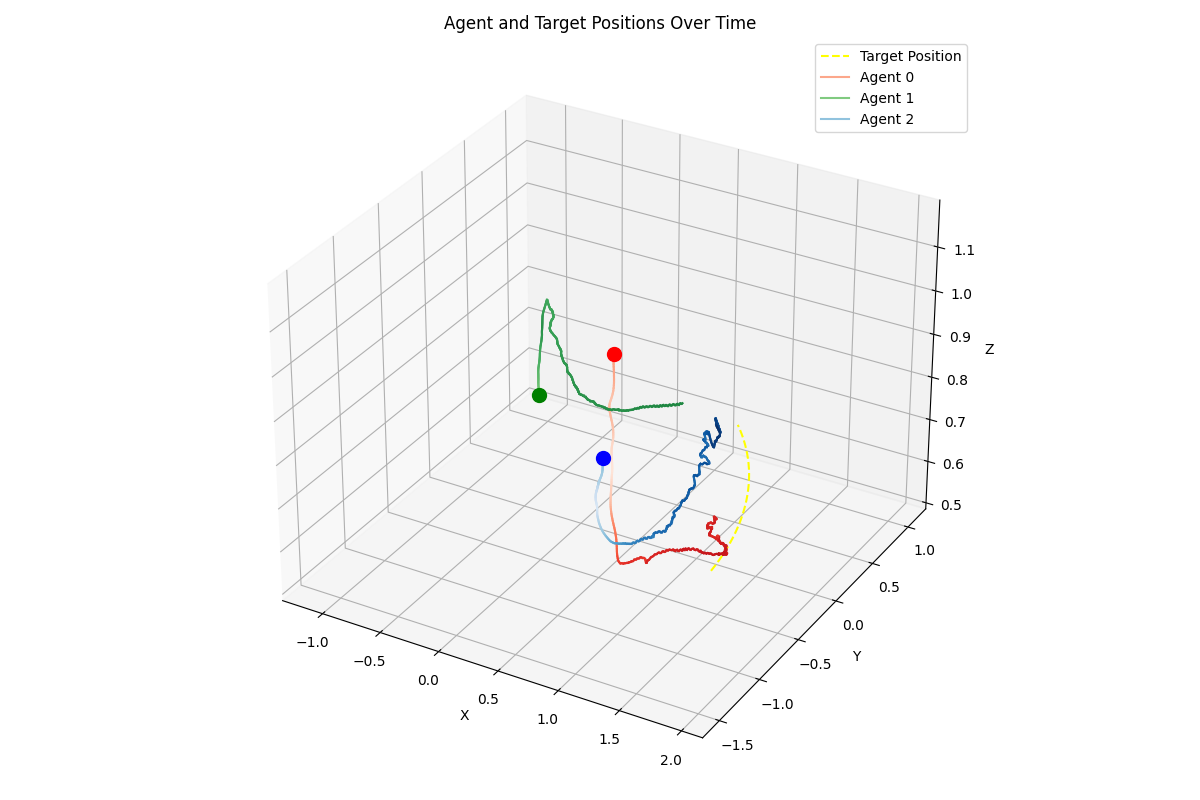 Agent and Target Positions Over Time
Target Position
Agent 0
Agent 1
Agent 2
1.1
1.0
0.9
Z
0.8
0.7
0.6
0.5
1.0
0.5
0.0
Y
−0.5
−1.0
−1.5
−1.0
−0.5
0.0
0.5
X
1.0
1.5
2.0